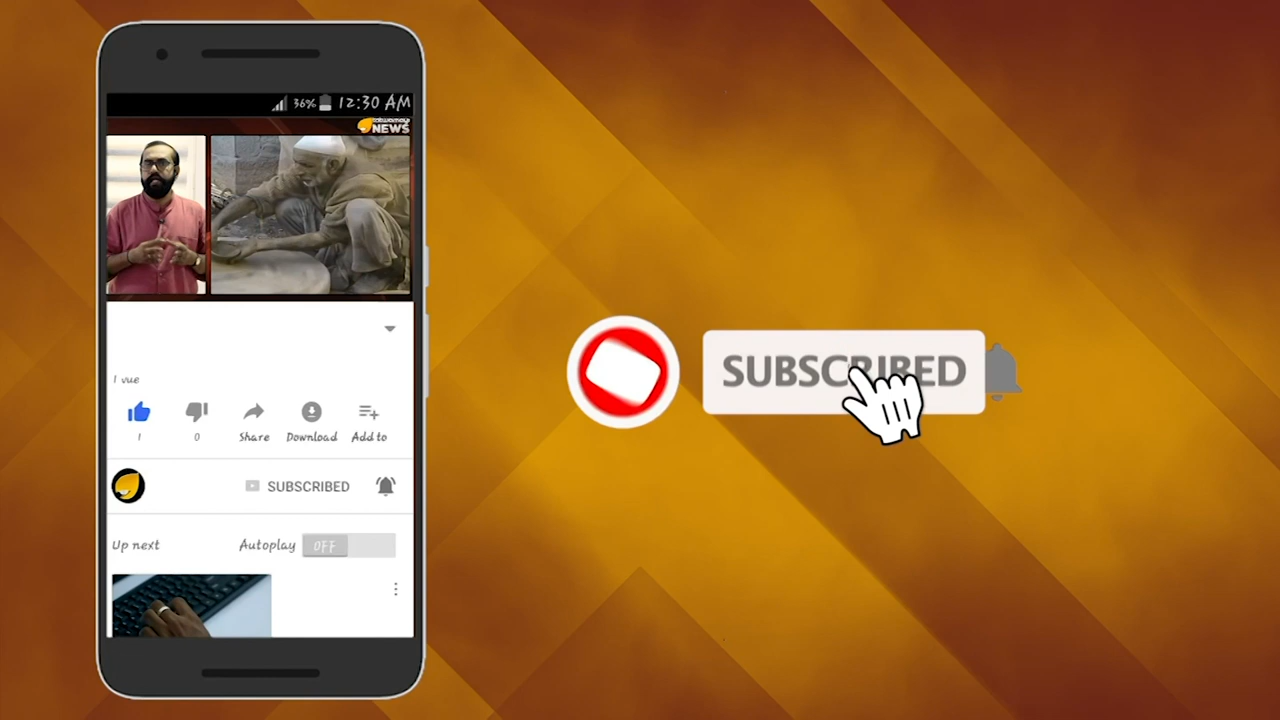 36% 12:30 AM
NEWS
1 vue
1
0
Share
Download
Add to
SUBSCRIBED
Up next
Autoplay
OFF
SUBSCRIBED